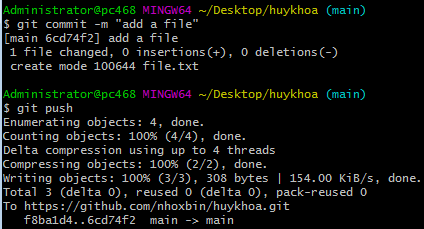 Administrator@pc468 MINGW64 ~/Desktop/huykhoa (main)
$ git commit -m "add a file"
[main 6cd74f2] add a file
 1 file changed, 0 insertions(+), 0 deletions(-)
 create mode 100644 file.txt

Administrator@pc468 MINGW64 ~/Desktop/huykhoa (main)
$ git push
Enumerating objects: 4, done.
Counting objects: 100% (4/4), done.
Delta compression using up to 4 threads
Compressing objects: 100% (2/2), done.
Writing objects: 100% (3/3), 308 bytes | 154.00 KiB/s, done.
Total 3 (delta 0), reused 0 (delta 0), pack-reused 0
To https://github.com/nhoxbin/huykhoa.git
   f8ba1d4..6cd74f2  main -> main